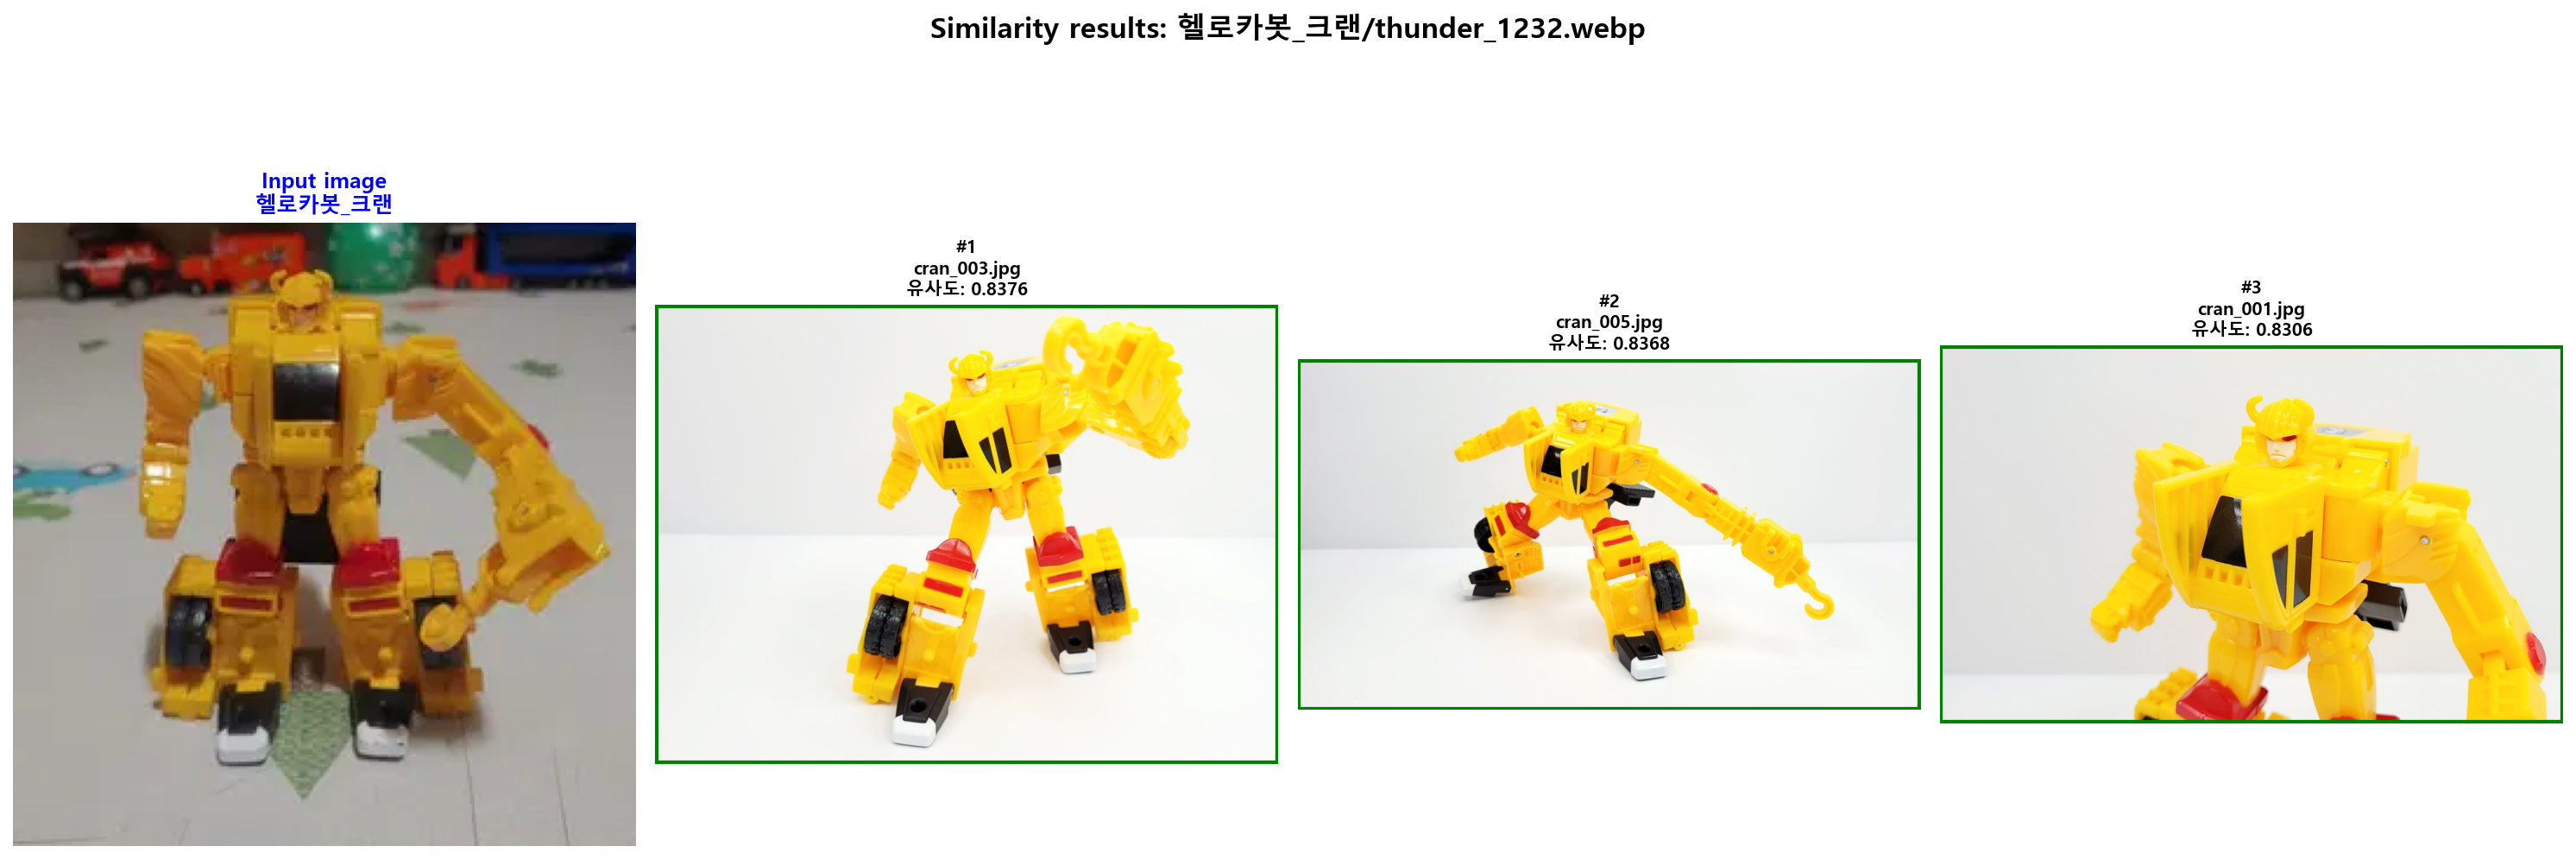 Similarity results: 헬로카봇_크랜/thunder_1232.webp
Input image
헬로카봇_크랜
#1
cran_003.jpg
유사도: 0.8376
#2
cran_005.jpg
유사도: 0.8368
#3
cran_001.jpg
유사도: 0.8306